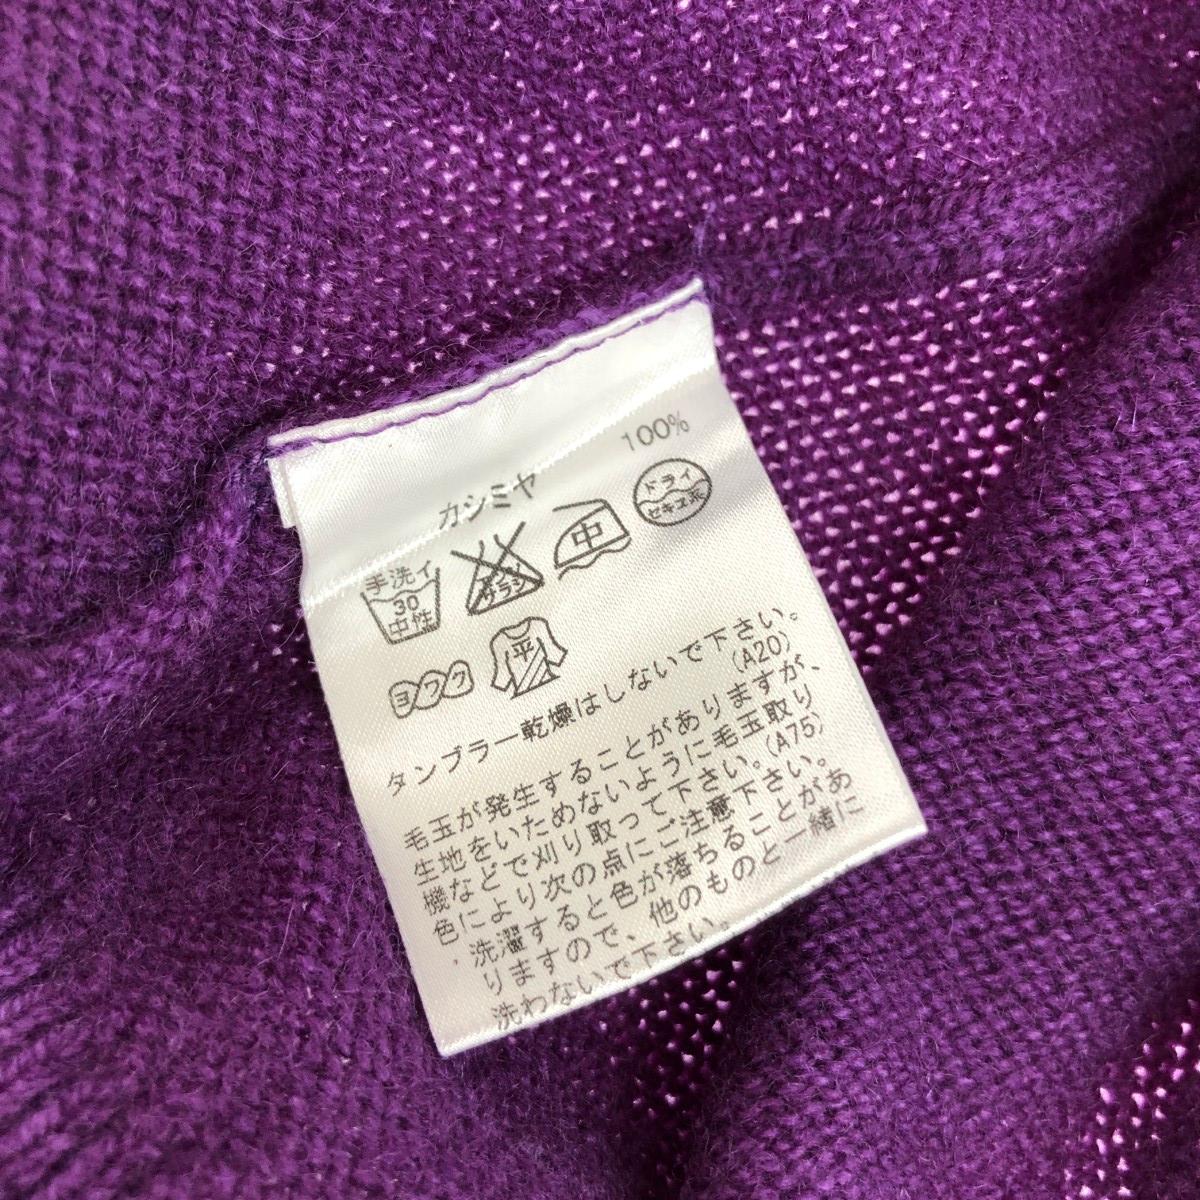 カシミヤ 100%
手洗イ
30
中性
サラシ
中
ドライ
セキユ系
ヨワク
平
タンブラー乾燥はしないで下さい。
(A20)
毛玉が発生することがありますが、
生地をいためないように毛玉取り
機などで刈り取って下さい。(A75)
色により次の点にご注意下さい。
・洗濯すると色が落ちることがあ
りますので、他のものと一緒に
洗わないで下さい。